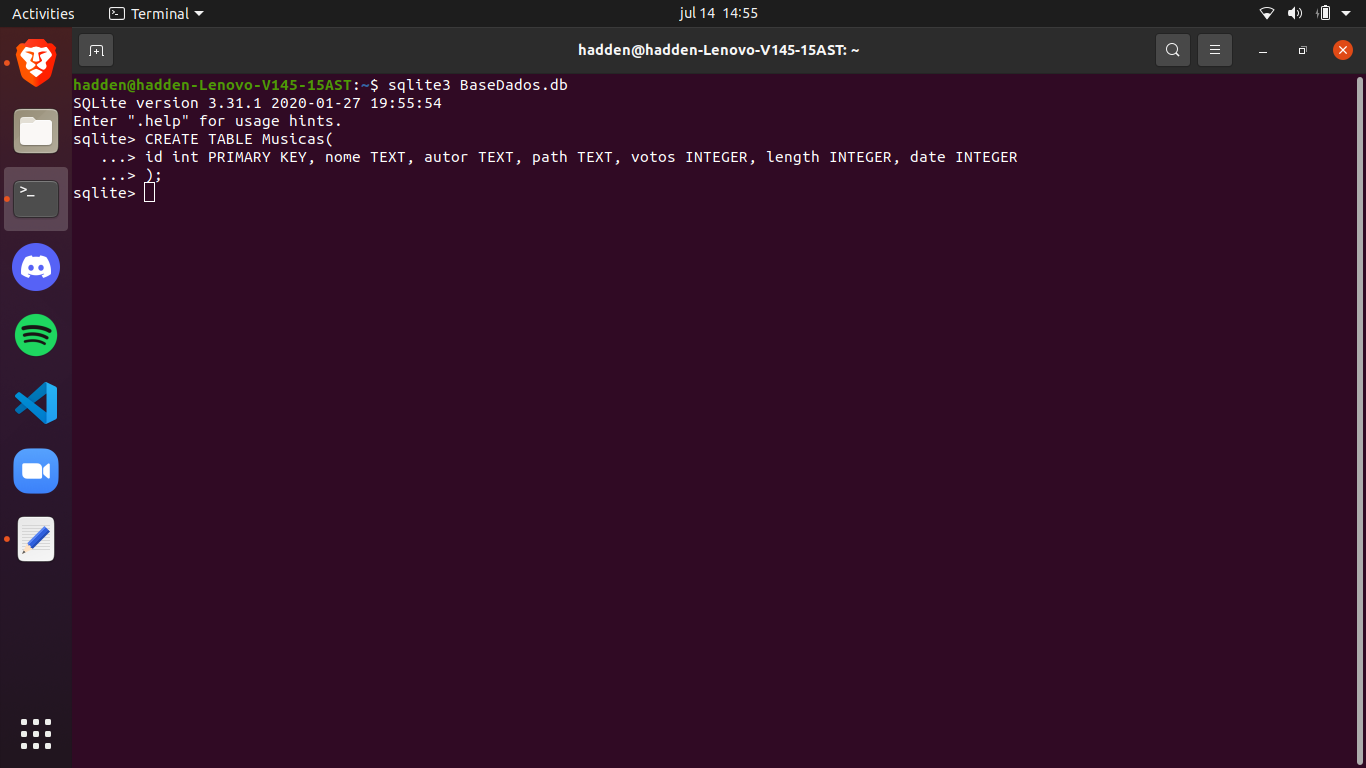 Activities Terminal jul 14 14:55
hadden@hadden-Lenovo-V145-15AST: ~
hadden@hadden-Lenovo-V145-15AST:~$ sqlite3 BaseDados.db
SQLite version 3.31.1 2020-01-27 19:55:54
Enter ".help" for usage hints.
sqlite> CREATE TABLE Musicas(
   ...> id int PRIMARY KEY, nome TEXT, autor TEXT, path TEXT, votos INTEGER, length INTEGER, date INTEGER
   ...> );
sqlite>